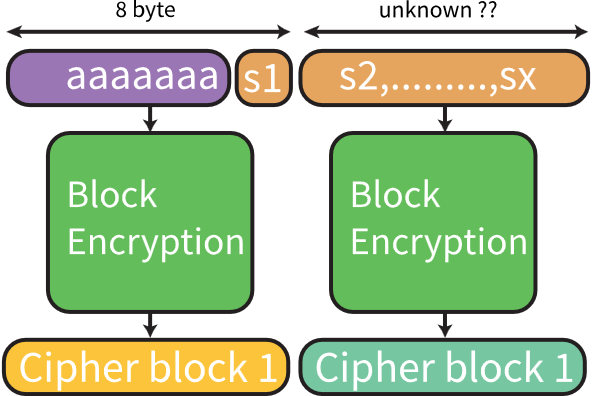 8 byte
unknown ??
aaaaaaa s1
s2,.........,sx
Block
Encryption
Block
Encryption
Cipher block 1
Cipher block 1